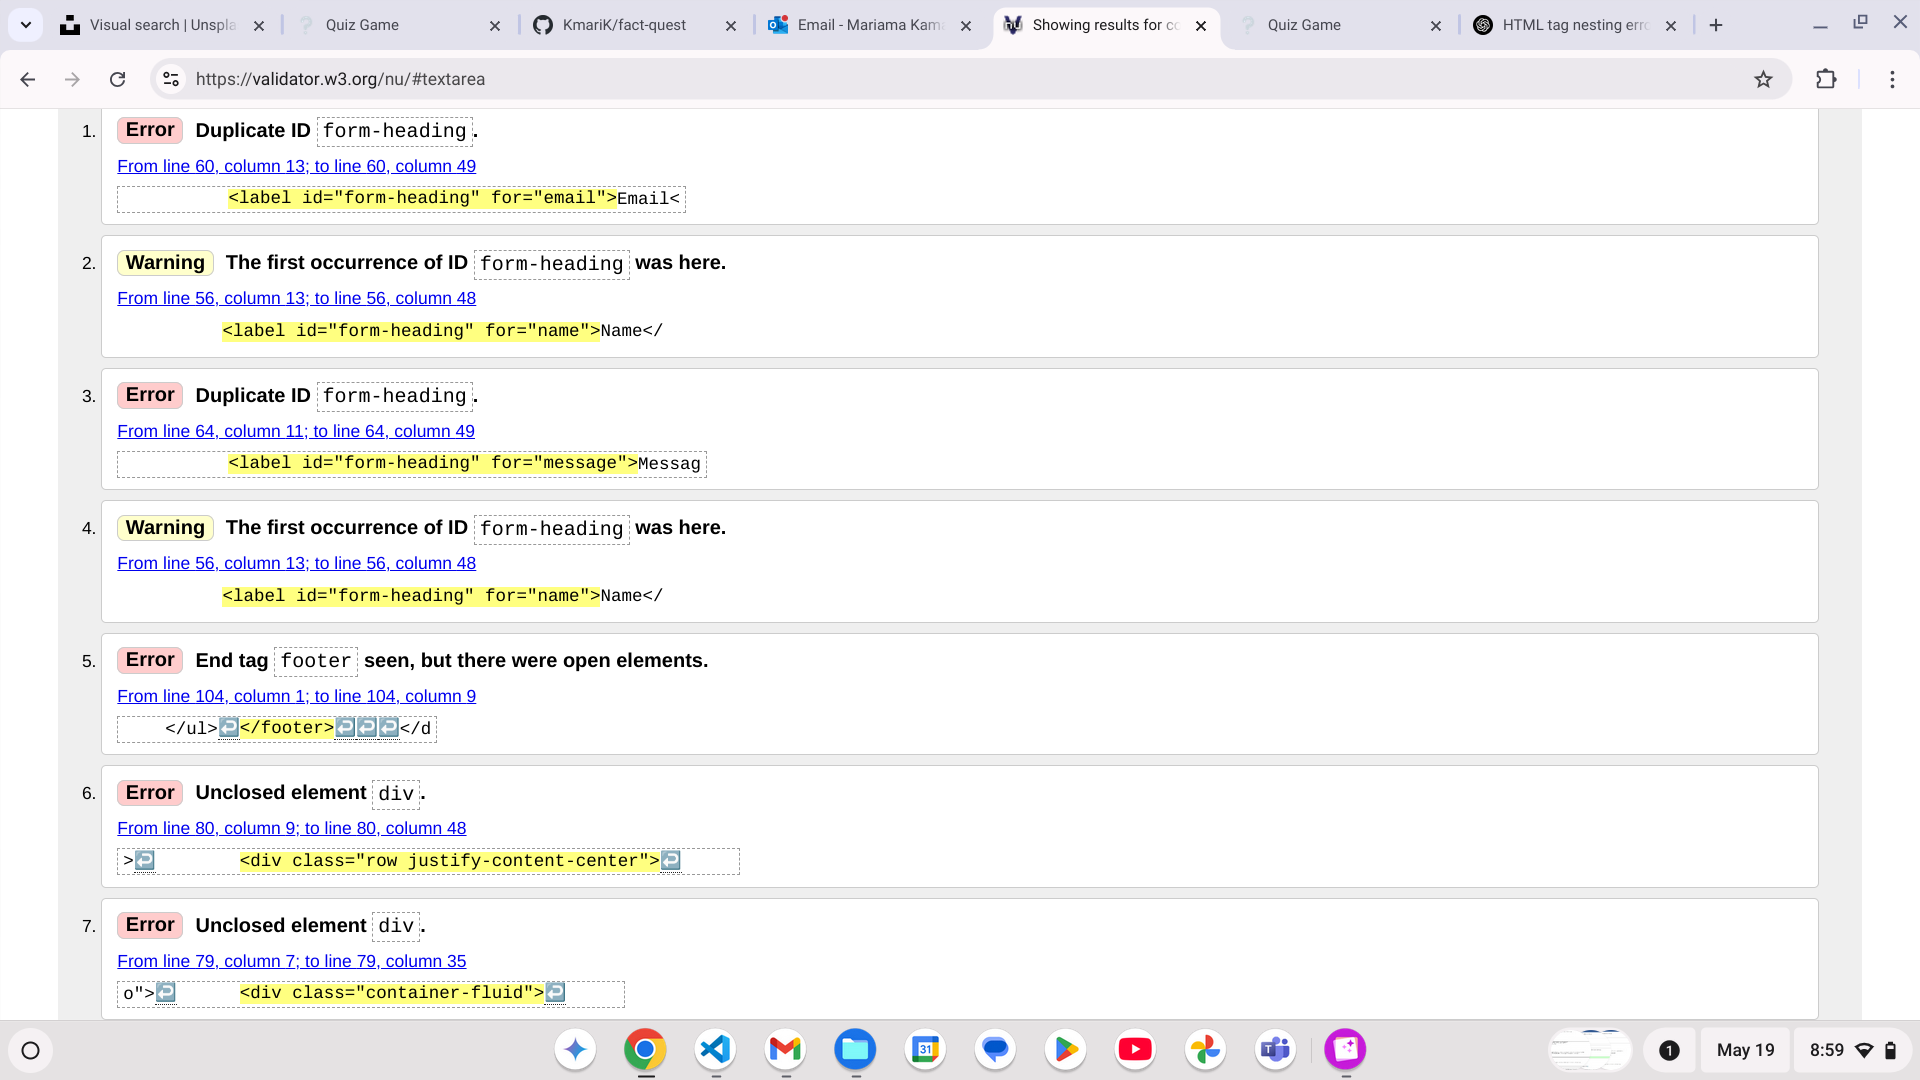 Visual search | Unspla
Quiz Game
KmariK/fact-quest
Email - Mariama Kama
Showing results for co
Quiz Game
HTML tag nesting erro
https://validator.w3.org/nu/#textarea
1. Error Duplicate ID form-heading.
From line 60, column 13; to line 60, column 49
<label id="form-heading" for="email">Email<
2. Warning The first occurrence of ID form-heading was here.
From line 56, column 13; to line 56, column 48
<label id="form-heading" for="name">Name</
3. Error Duplicate ID form-heading.
From line 64, column 11; to line 64, column 49
<label id="form-heading" for="message">Messag
4. Warning The first occurrence of ID form-heading was here.
From line 56, column 13; to line 56, column 48
<label id="form-heading" for="name">Name</
5. Error End tag footer seen, but there were open elements.
From line 104, column 1; to line 104, column 9
</ul>↩</footer>↩↩↩</d
6. Error Unclosed element div.
From line 80, column 9; to line 80, column 48
>↩ <div class="row justify-content-center">↩
7. Error Unclosed element div.
From line 79, column 7; to line 79, column 35
o">↩ <div class="container-fluid">↩
31
1
May 19
8:59